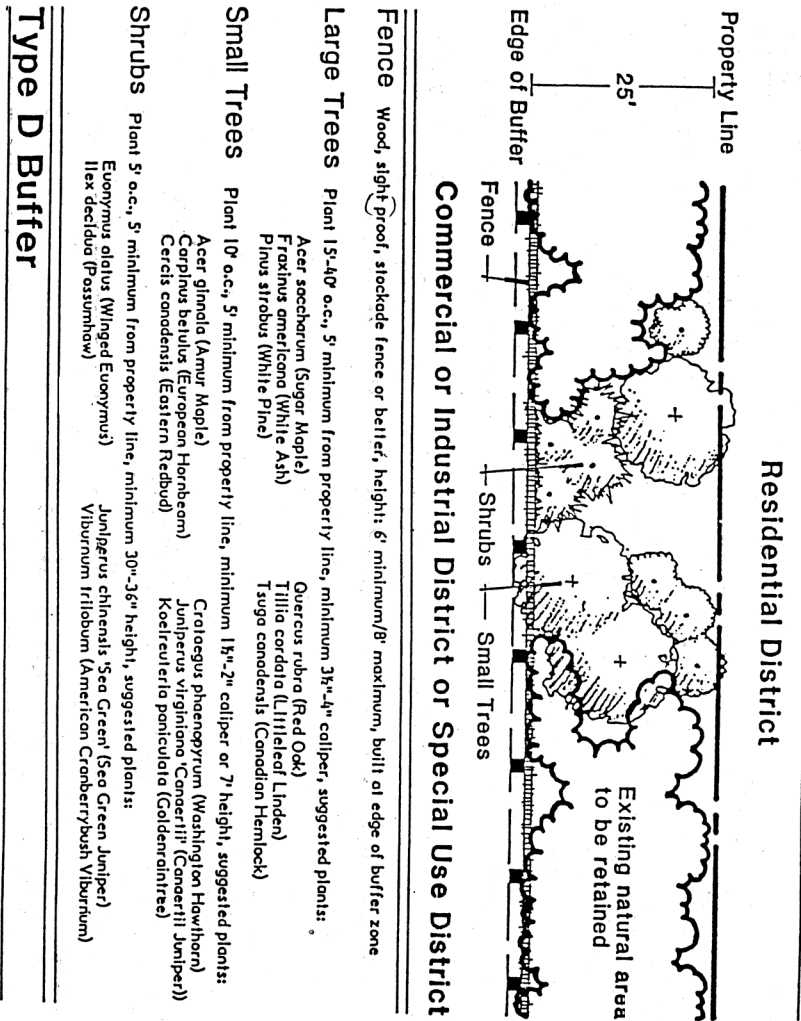 Residential District
Property Line
25'
Existing natural area
to be retained
Edge of Buffer
Fence
Shrubs
Small Trees
Commercial or Industrial District or Special Use District
Fence Wood, sight proof, stockade fence or better, height: 6' minimum/8' maximum, built at edge of buffer zone
Large Trees Plant 15'-40' o.c., 5' minimum from property line, minimum 3½"-4" caliper, suggested plants:
Acer saccharum (Sugar Maple) Quercus rubra (Red Oak)
Fraxinus americana (White Ash) Tillia cordata (Littleleaf Linden)
Pinus strobus (White Pine) Tsuga canadensis (Canadian Hemlock)
Small Trees Plant 10' o.c., 5' minimum from property line, minimum 1½"-2" caliper or 7' height, suggested plants:
Acer ginnala (Amur Maple) Crataegus phaenopyrum (Washington Hawthorn)
Carpinus betulus (European Hornbeam) Juniperus virginiana 'Canaertii' (Canaertii Juniper))
Cercis canadensis (Eastern Redbud) Koelreuteria paniculata (Goldenraintree)
Shrubs Plant 5' o.c., 5' minimum from property line, minimum 30"-36" height, suggested plants:
Euonymus alatus (Winged Euonymus) Juniperus chinensis 'Sea Green' (Sea Green Juniper)
Ilex decidua (Possumhaw) Viburnum trilobum (American Cranberrybush Viburnum)
Type D Buffer